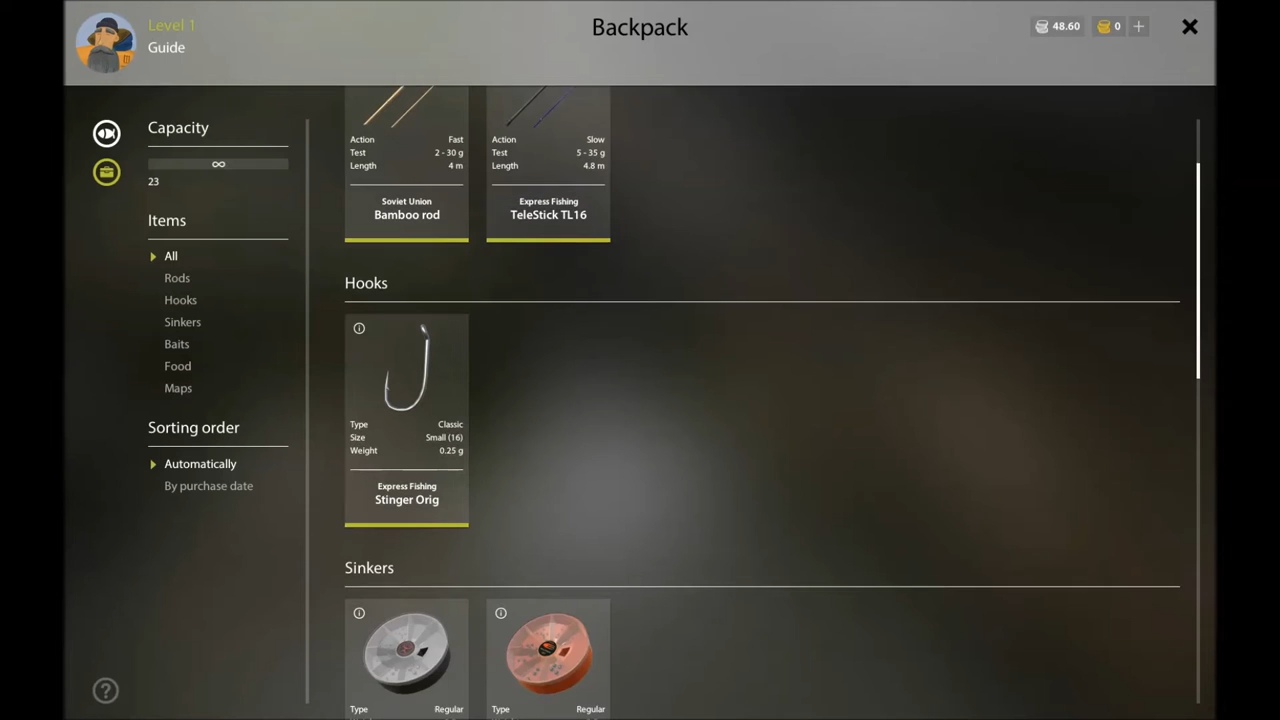 Level 1
Guide
Backpack
48.60
0
+
Capacity
∞
23
Items
All
Rods
Hooks
Sinkers
Baits
Food
Maps
Sorting order
Automatically
By purchase date
?
Action Fast
Test 2 - 30 g
Length 4 m
Soviet Union
Bamboo rod
Action Slow
Test 5 - 35 g
Length 4.8 m
Express Fishing
TeleStick TL16
Hooks
Type Classic
Size Small (16)
Weight 0.25 g
Express Fishing
Stinger Orig
Sinkers
Type Regular
Type Regular